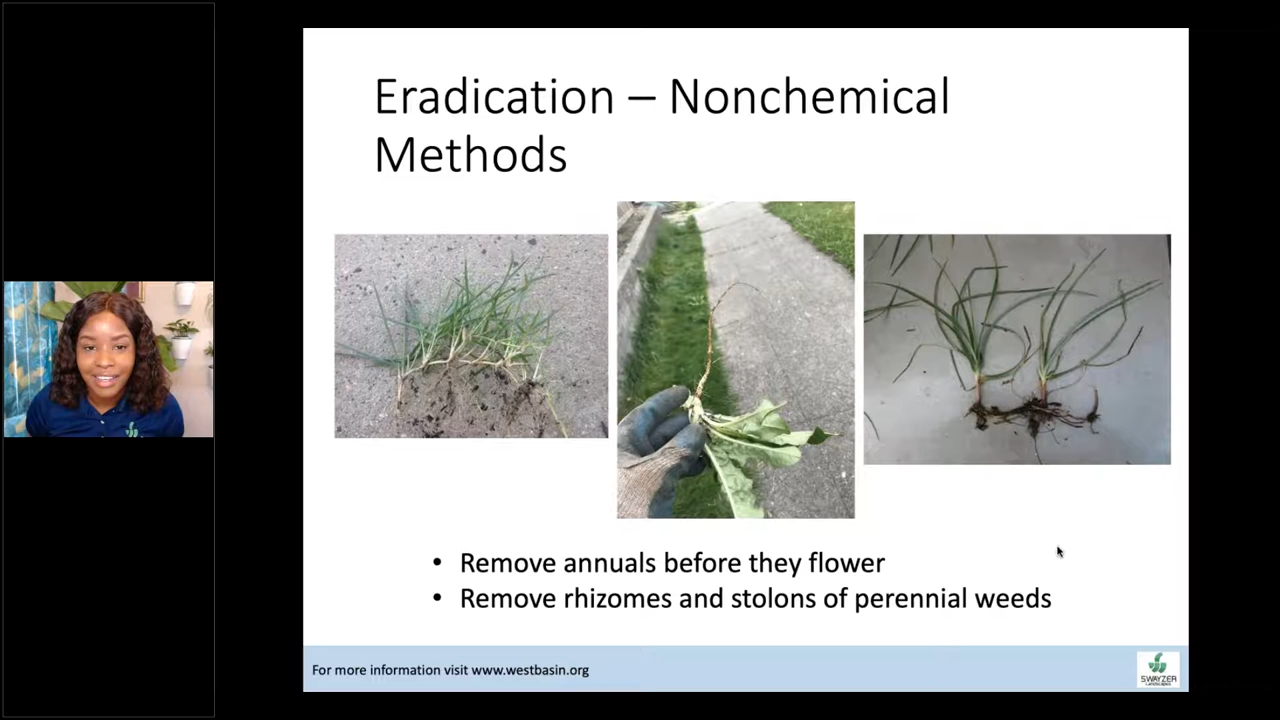 Eradication – Nonchemical
Methods
• Remove annuals before they flower
• Remove rhizomes and stolons of perennial weeds
For more information visit www.westbasin.org
SWAYZER